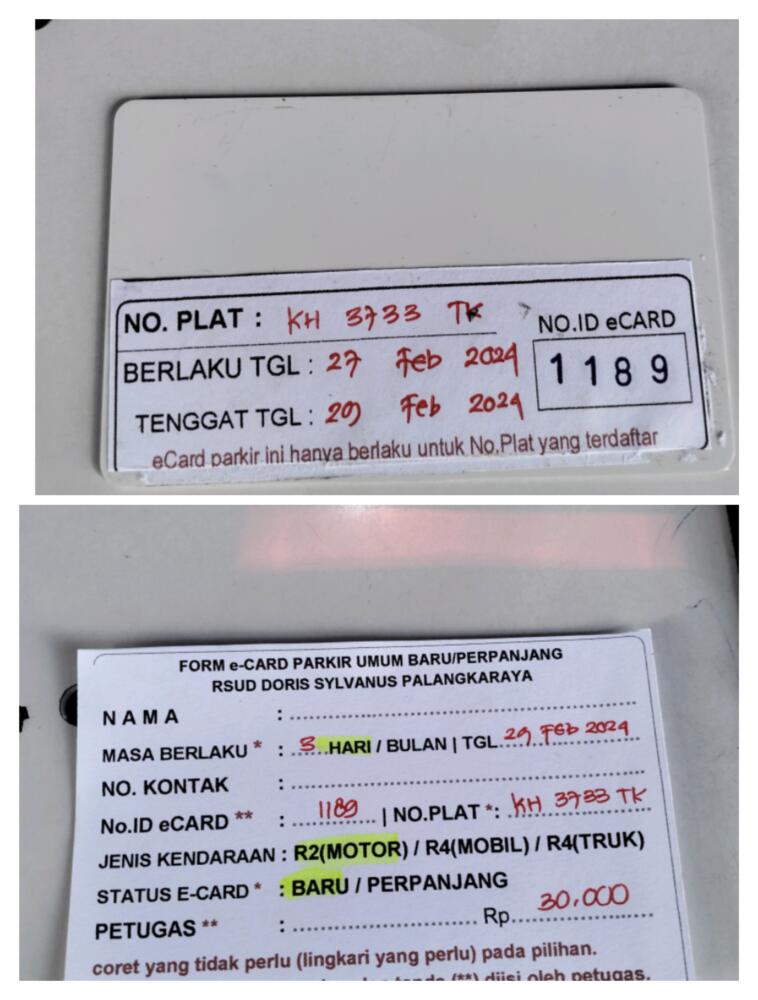 NO. PLAT : KH 3733 TK
NO.ID eCARD
BERLAKU TGL : 27 Feb 2024
1189
TENGGAT TGL : 29 Feb 2024
eCard parkir ini hanya berlaku untuk No.Plat yang terdaftar
FORM e-CARD PARKIR UMUM BARU/PERPANJANG
RSUD DORIS SYLVANUS PALANGKARAYA
NAMA :
MASA BERLAKU * : 3 HARI / BULAN | TGL. 29 Feb 2024
NO. KONTAK :
No.ID eCARD ** : 1189 | NO.PLAT *: KH 3733 TK
JENIS KENDARAAN : R2(MOTOR) / R4(MOBIL) / R4(TRUK)
STATUS E-CARD * : BARU / PERPANJANG
PETUGAS ** : Rp. 30.000
coret yang tidak perlu (lingkari yang perlu) pada pilihan.
tanda (**) diisi oleh petugas.